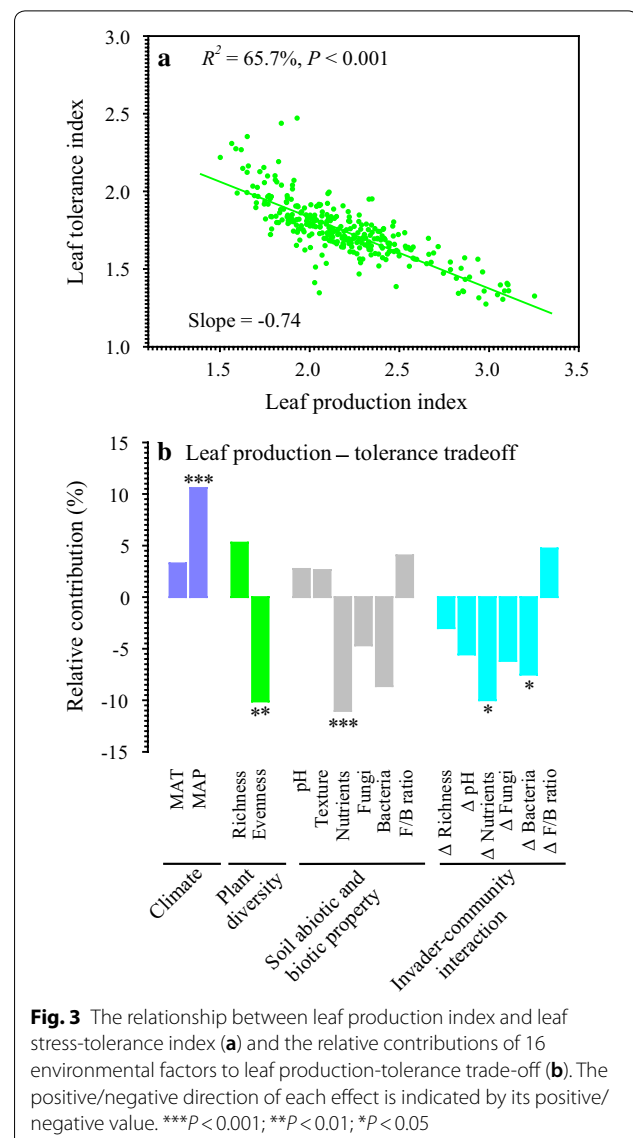 3.0
a R² = 65.7%, P < 0.001
2.5
2.0
1.5
Slope = -0.74
1.0
Leaf tolerance index
1.5 2.0 2.5 3.0 3.5
Leaf production index
15
b Leaf production – tolerance tradeoff
***
10
5
0
-5
-10
** *** * *
-15
Relative contribution (%)
MAT
MAP
Richness
Evenness
pH
Texture
Nutrients
Fungi
Bacteria
F/B ratio
Δ Richness
Δ pH
Δ Nutrients
Δ Fungi
Δ Bacteria
Δ F/B ratio
Climate
Plant
diversity
Soil abiotic and
biotic property
Invader-community
interaction
Fig. 3 The relationship between leaf production index and leaf
stress-tolerance index (a) and the relative contributions of 16
environmental factors to leaf production-tolerance trade-off (b). The
positive/negative direction of each effect is indicated by its positive/
negative value. ***P < 0.001; **P < 0.01; *P < 0.05